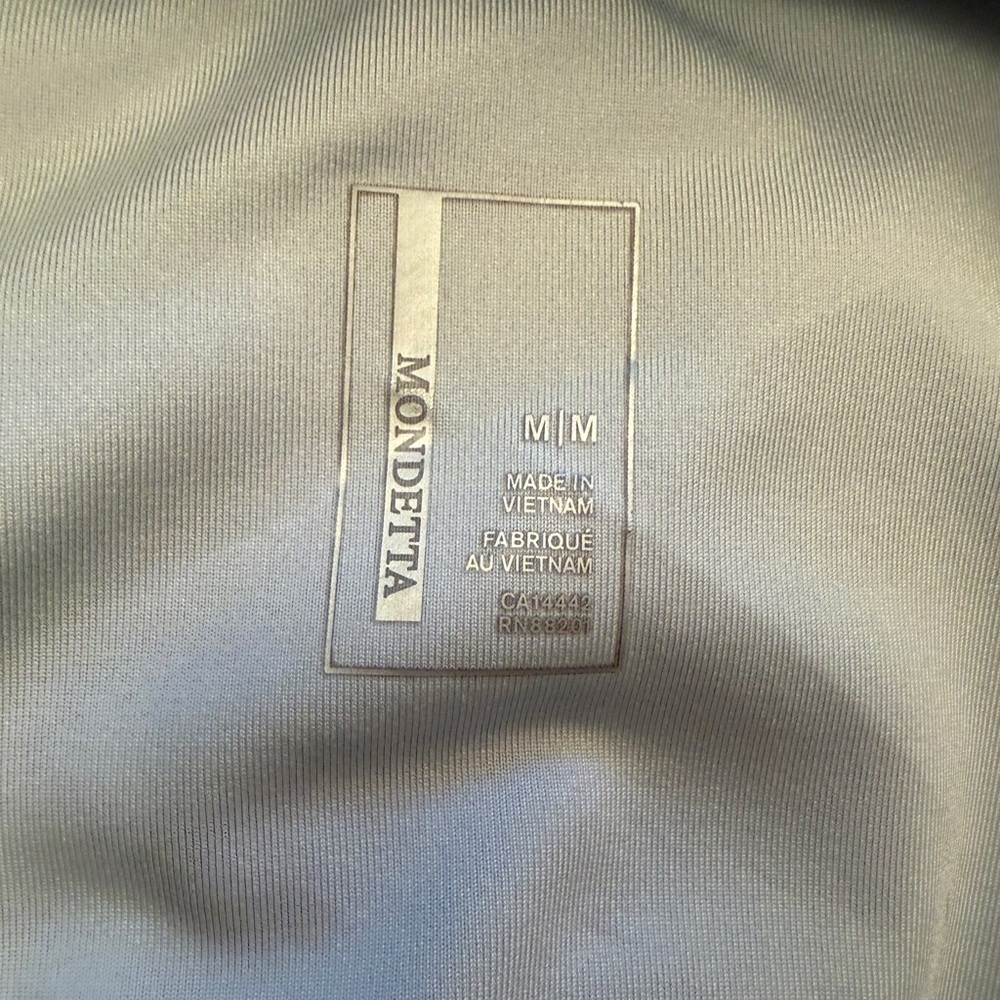 MONDETTA
M|M
MADE IN
VIETNAM
FABRIQUÉ
AU VIETNAM
CA14442
RN88201